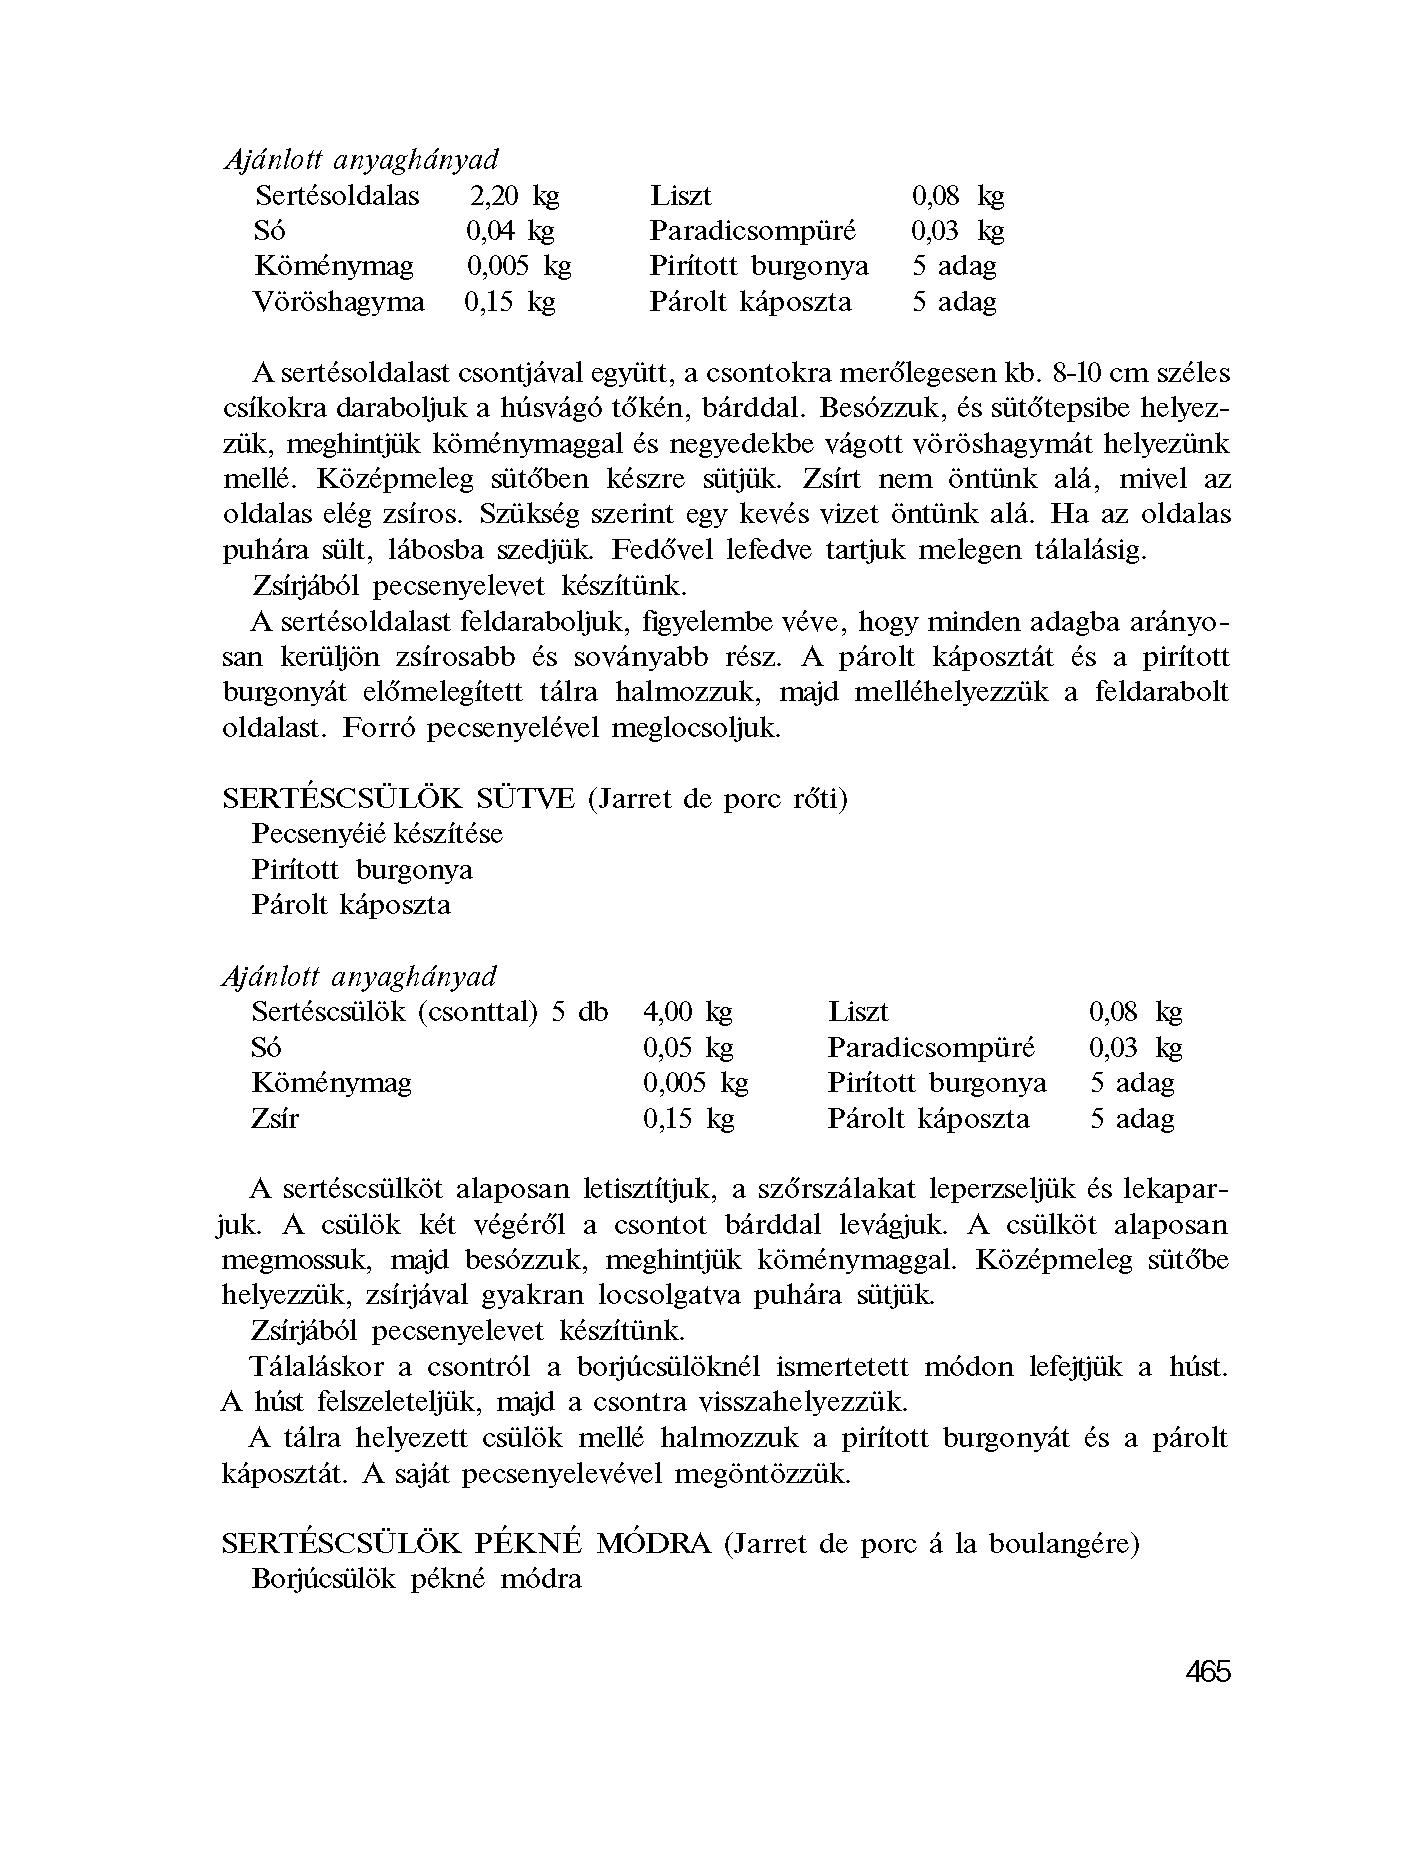 Ajánlott anyaghányad
Sertésoldalas 2,20 kg Liszt 0,08 kg
Só 0,04 kg Paradicsompüré 0,03 kg
Köménymag 0,005 kg Pirított burgonya 5 adag
Vöröshagyma 0,15 kg Párolt káposzta 5 adag
A sertésoldalast csontjával együtt, a csontokra merőlegesen kb. 8-10 cm széles
csíkokra daraboljuk a húsvágó tőkén, bárddal. Besózzuk, és sütőtepsibe helyez-
zük, meghintjük köménymaggal és negyedekbe vágott vöröshagymát helyezünk
mellé. Középmeleg sütőben készre sütjük. Zsírt nem öntünk alá, mivel az
oldalas elég zsíros. Szükség szerint egy kevés vizet öntünk alá. Ha az oldalas
puhára sült, lábosba szedjük. Fedővel lefedve tartjuk melegen tálalásig.
Zsírjából pecsenyelevet készítünk.
A sertésoldalast feldaraboljuk, figyelembe véve, hogy minden adagba arányo-
san kerüljön zsírosabb és soványabb rész. A párolt káposztát és a pirított
burgonyát előmelegített tálra halmozzuk, majd melléhelyezzük a feldarabolt
oldalast. Forró pecsenyelével meglocsoljuk.
SERTÉSCSÜLÖK SÜTVE (Jarret de porc rőti)
Pecsenyéié készítése
Pirított burgonya
Párolt káposzta
Ajánlott anyaghányad
Sertéscsülök (csonttal) 5 db 4,00 kg Liszt 0,08 kg
Só 0,05 kg Paradicsompüré 0,03 kg
Köménymag 0,005 kg Pirított burgonya 5 adag
Zsír 0,15 kg Párolt káposzta 5 adag
A sertéscsülköt alaposan letisztítjuk, a szőrszálakat leperzseljük és lekapar-
juk. A csülök két végéről a csontot bárddal levágjuk. A csülköt alaposan
megmossuk, majd besózzuk, meghintjük köménymaggal. Középmeleg sütőbe
helyezzük, zsírjával gyakran locsolgatva puhára sütjük.
Zsírjából pecsenyelevet készítünk.
Tálaláskor a csontról a borjúcsülöknél ismertetett módon lefejtjük a húst.
A húst felszeleteljük, majd a csontra visszahelyezzük.
A tálra helyezett csülök mellé halmozzuk a pirított burgonyát és a párolt
káposztát. A saját pecsenyelevével megöntözzük.
SERTÉSCSÜLÖK PÉKNÉ MÓDRA (Jarret de porc á la boulangére)
Borjúcsülök pékné módra
465